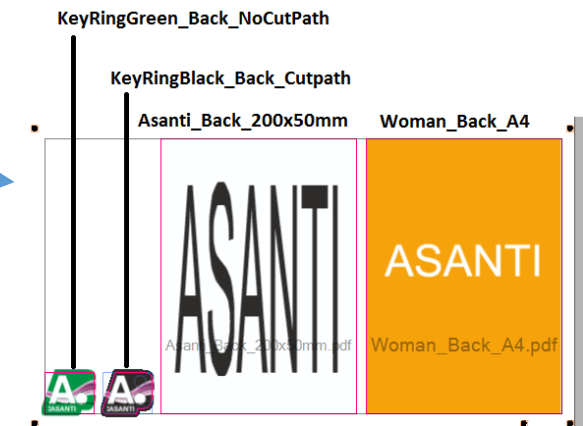 KeyRingGreen_Back_NoCutPath
KeyRingBlack_Back_Cutpath
Asanti_Back_200x50mm
Woman_Back_A4
ASANTI
ASANTI
Asanti_Back_200x50mm.pdf
Woman_Back_A4.pdf
A.
A.
ASANTI
ASANTI